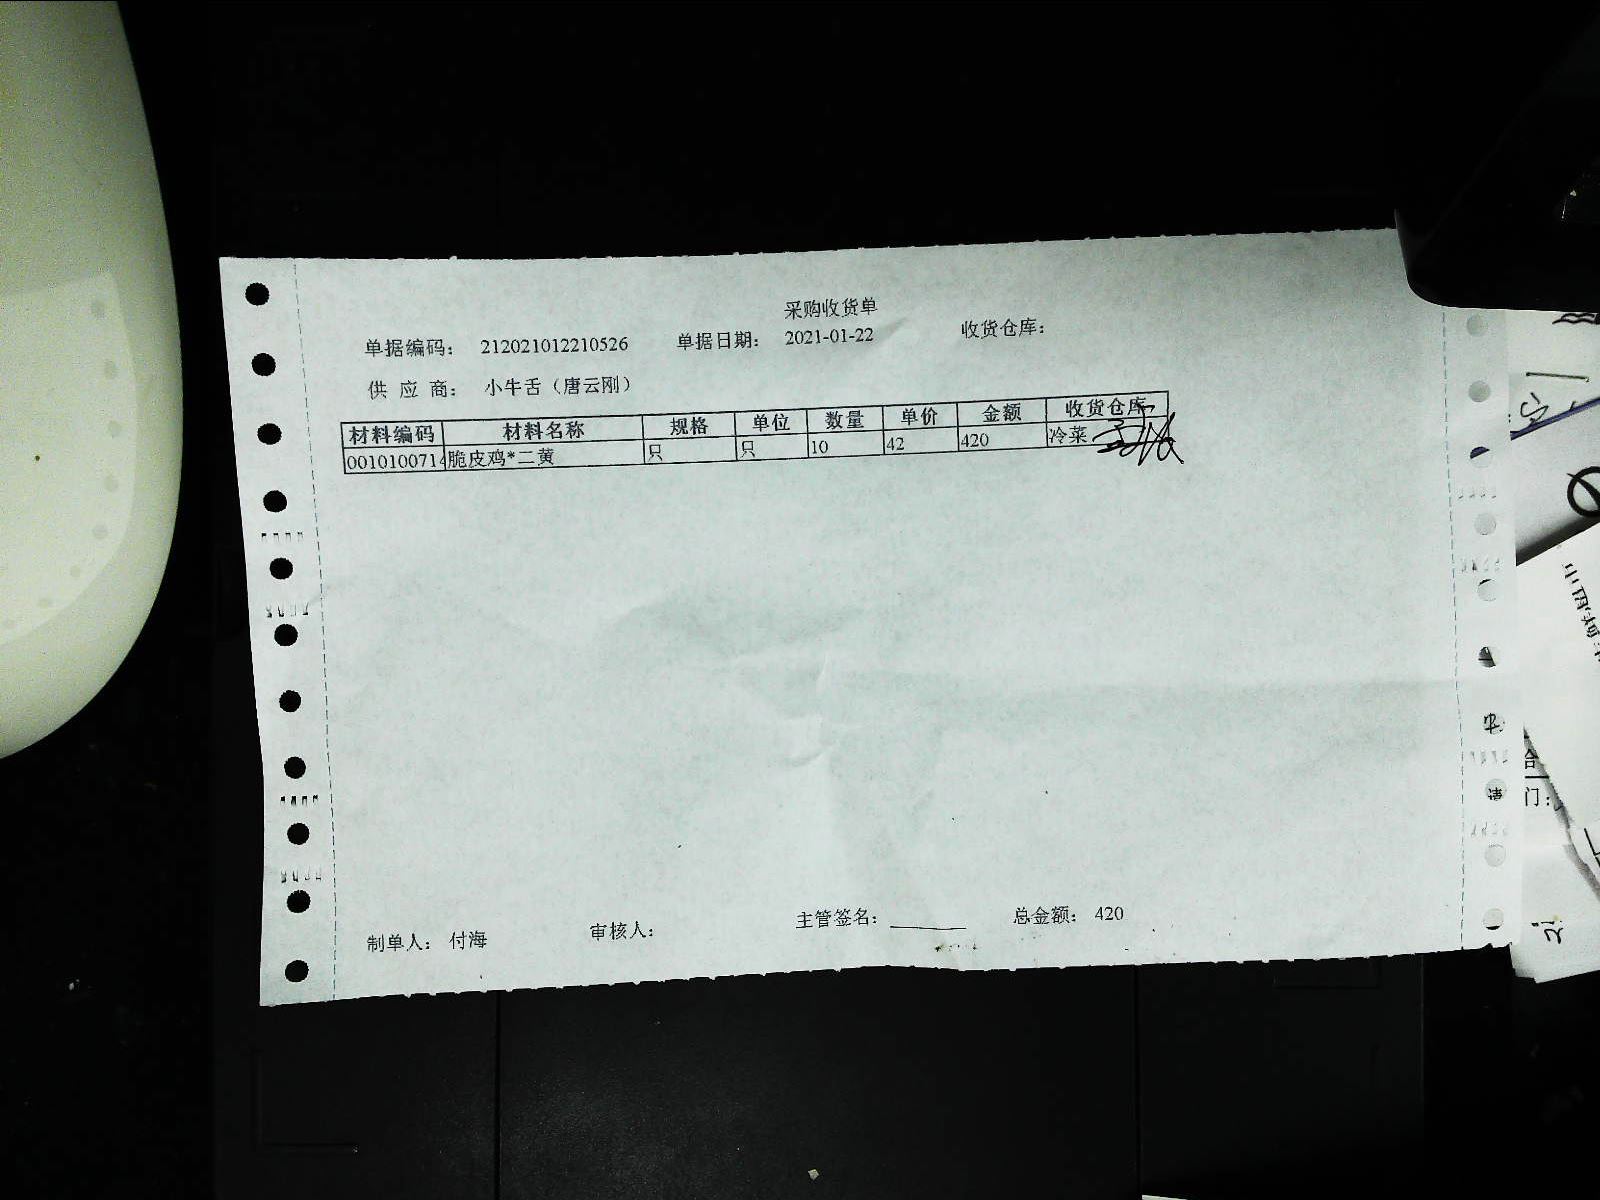 采购收货单
单据编码： 212021012210526 单据日期： 2021-01-22 收货仓库：
供 应 商： 小牛舌（唐云刚）
材料编码 材料名称 规格 单位 数量 单价 金额 收货仓库
0010100714 脆皮鸡*二黄 只 只 10 42 420 冷菜
制单人： 付海 审核人： 主管签名： 总金额： 420
门：